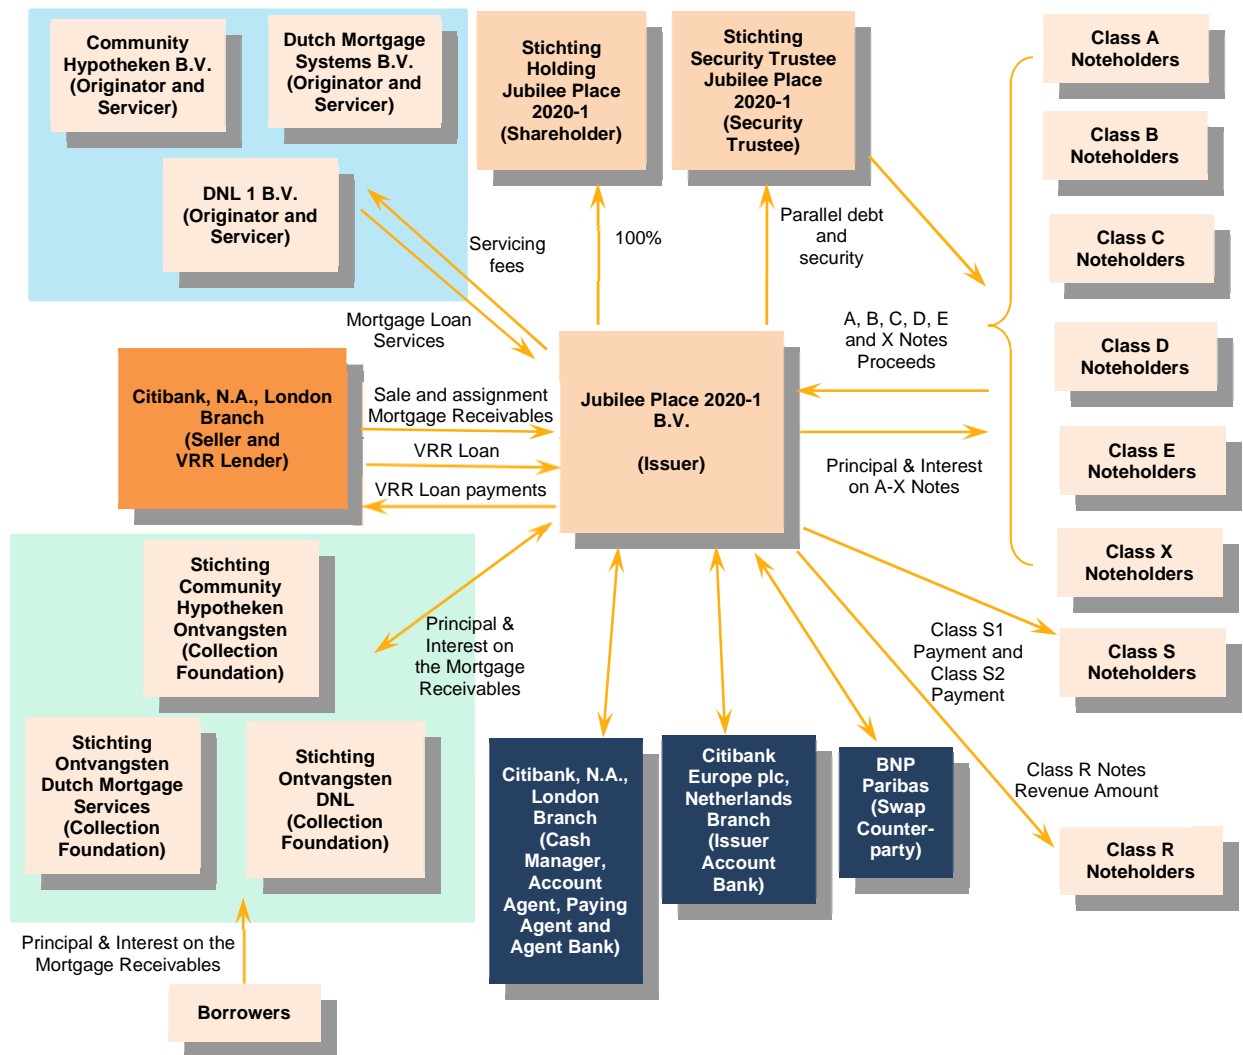 Community
Hypotheken B.V.
(Originator and
Servicer)
Dutch Mortgage
Systems B.V.
(Originator and
Servicer)
DNL 1 B.V.
(Originator and
Servicer)
Stichting
Holding
Jubilee Place
2020-1
(Shareholder)
Stichting
Security Trustee
Jubilee Place
2020-1
(Security
Trustee)
Class A
Noteholders
Class B
Noteholders
Class C
Noteholders
Class D
Noteholders
Class E
Noteholders
Class X
Noteholders
Servicing
fees
100%
Parallel debt
and
security
Mortgage Loan
Services
A, B, C, D, E
and X Notes
Proceeds
Citibank, N.A., London
Branch
(Seller and
VRR Lender)
Sale and assignment
Mortgage Receivables
VRR Loan
VRR Loan payments
Jubilee Place 2020-1
B.V.
(Issuer)
Principal & Interest
on A-X Notes
Stichting
Community
Hypotheken
Ontvangsten
(Collection
Foundation)
Principal &
Interest on
the Mortgage
Receivables
Class S1
Payment and
Class S2
Payment
Class S
Noteholders
Stichting
Ontvangsten
Dutch Mortgage
Services
(Collection
Foundation)
Stichting
Ontvangsten
DNL
(Collection
Foundation)
Citibank, N.A.,
London
Branch
(Cash
Manager,
Account
Agent, Paying
Agent and
Agent Bank)
Citibank
Europe plc,
Netherlands
Branch
(Issuer
Account
Bank)
BNP
Paribas
(Swap
Counter-
party)
Class R Notes
Revenue Amount
Class R
Noteholders
Principal & Interest on the
Mortgage Receivables
Borrowers